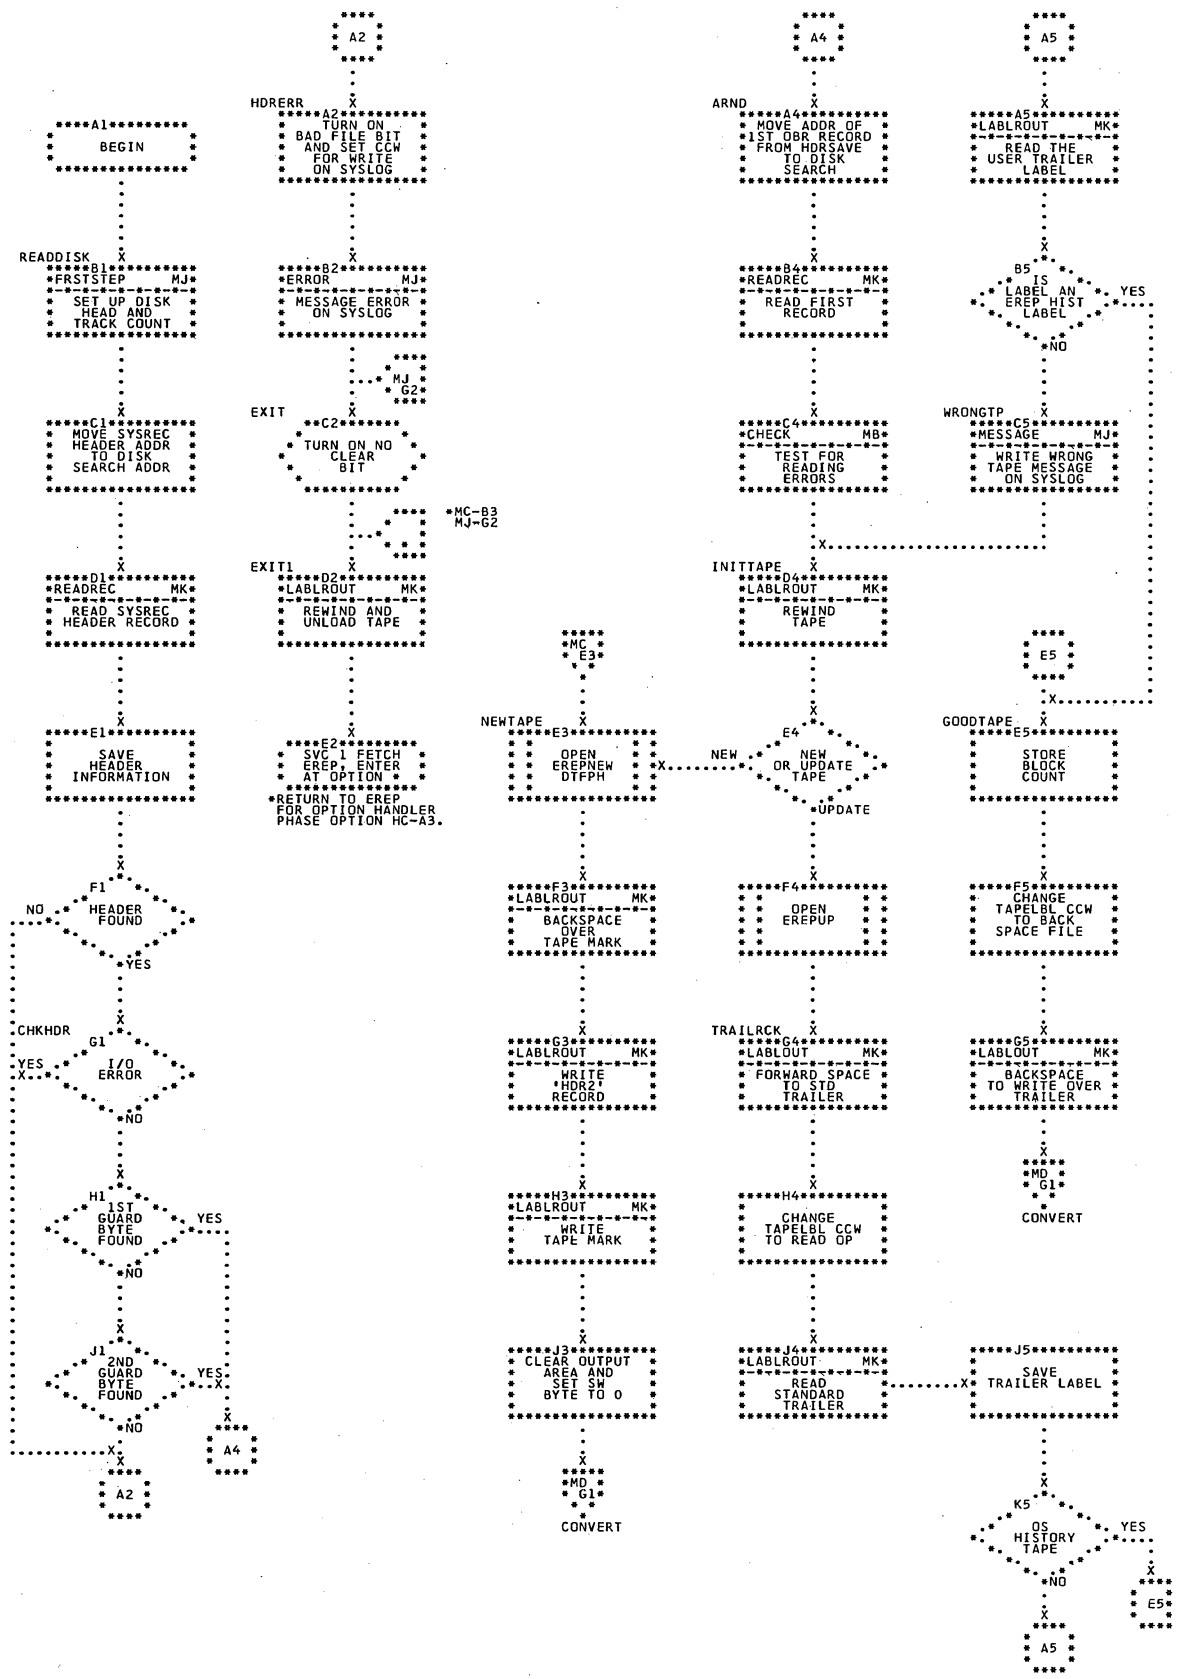 A2
A4
A5
A1
BEGIN
READDISK
B1
FRSTSTEP MJ
SET UP DISK
HEAD AND
TRACK COUNT
C1
MOVE SYSREC
HEADER ADDR
TO DISK
SEARCH ADDR
D1
READREC MK
READ SYSREC
HEADER RECORD
E1
SAVE
HEADER
INFORMATION
F1
HEADER
FOUND
NO
YES
CHKHDR
G1
I/O
ERROR
YES
NO
H1
1ST
GUARD
BYTE
FOUND
YES
NO
J1
2ND
GUARD
BYTE
FOUND
YES
NO
A4
A2
HDRERR
A2
TURN ON
BAD FILE BIT
AND SET CCW
FOR WRITE
ON SYSLOG
B2
ERROR MJ
MESSAGE ERROR
ON SYSLOG
MJ
G2
EXIT
C2
TURN ON NO
CLEAR
BIT
*MC-B3
MJ-G2
EXIT1
D2
LABLROUT MK
REWIND AND
UNLOAD TAPE
E2
SVC 1 FETCH
EREP, ENTER
AT OPTION
*RETURN TO EREP
FOR OPTION HANDLER
PHASE OPTION HC-A3.
MC
E3
NEWTAPE
E3
OPEN
EREPNEW
DTFPH
F3
LABLROUT MK
BACKSPACE
OVER
TAPE MARK
G3
LABLROUT MK
WRITE
'HDR2'
RECORD
H3
LABLROUT MK
WRITE
TAPE MARK
J3
CLEAR OUTPUT
AREA AND
SET SW
BYTE TO 0
MD
G1
CONVERT
ARND
A4
MOVE ADDR OF
1ST OBR RECORD
FROM HDRSAVE
TO DISK
SEARCH
B4
READREC MK
READ FIRST
RECORD
C4
CHECK MB
TEST FOR
READING
ERRORS
INITTAPE
D4
LABLROUT MK
REWIND
TAPE
E4
NEW
OR UPDATE
TAPE
NEW
UPDATE
F4
OPEN
EREPUP
TRAILRCK
G4
LABLOUT MK
FORWARD SPACE
TO STD
TRAILER
H4
CHANGE
TAPELBL CCW
TO READ OP
J4
LABLROUT MK
READ
STANDARD
TRAILER
A5
LABLROUT MK
READ THE
USER TRAILER
LABEL
B5
IS
LABEL AN
EREP HIST
LABEL
YES
NO
WRONGTP
C5
MESSAGE MJ
WRITE WRONG
TAPE MESSAGE
ON SYSLOG
E5
GOODTAPE
E5
STORE
BLOCK
COUNT
F5
CHANGE
TAPELBL CCW
TO BACK
SPACE FILE
G5
LABLOUT MK
BACKSPACE
TO WRITE OVER
TRAILER
MD
G1
CONVERT
J5
SAVE
TRAILER LABEL
K5
OS
HISTORY
TAPE
YES
NO
E5
A5